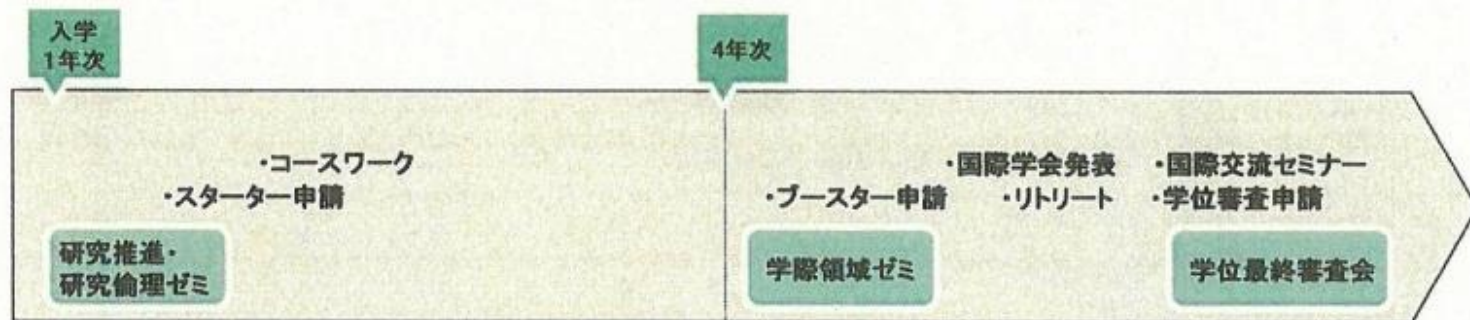 入学
1年次
4年次
・コースワーク
・スターター申請
研究推進・
研究倫理ゼミ
・国際学会発表
・国際交流セミナー
・ブースター申請
・リトリート
・学位審査申請
学際領域ゼミ
学位最終審査会